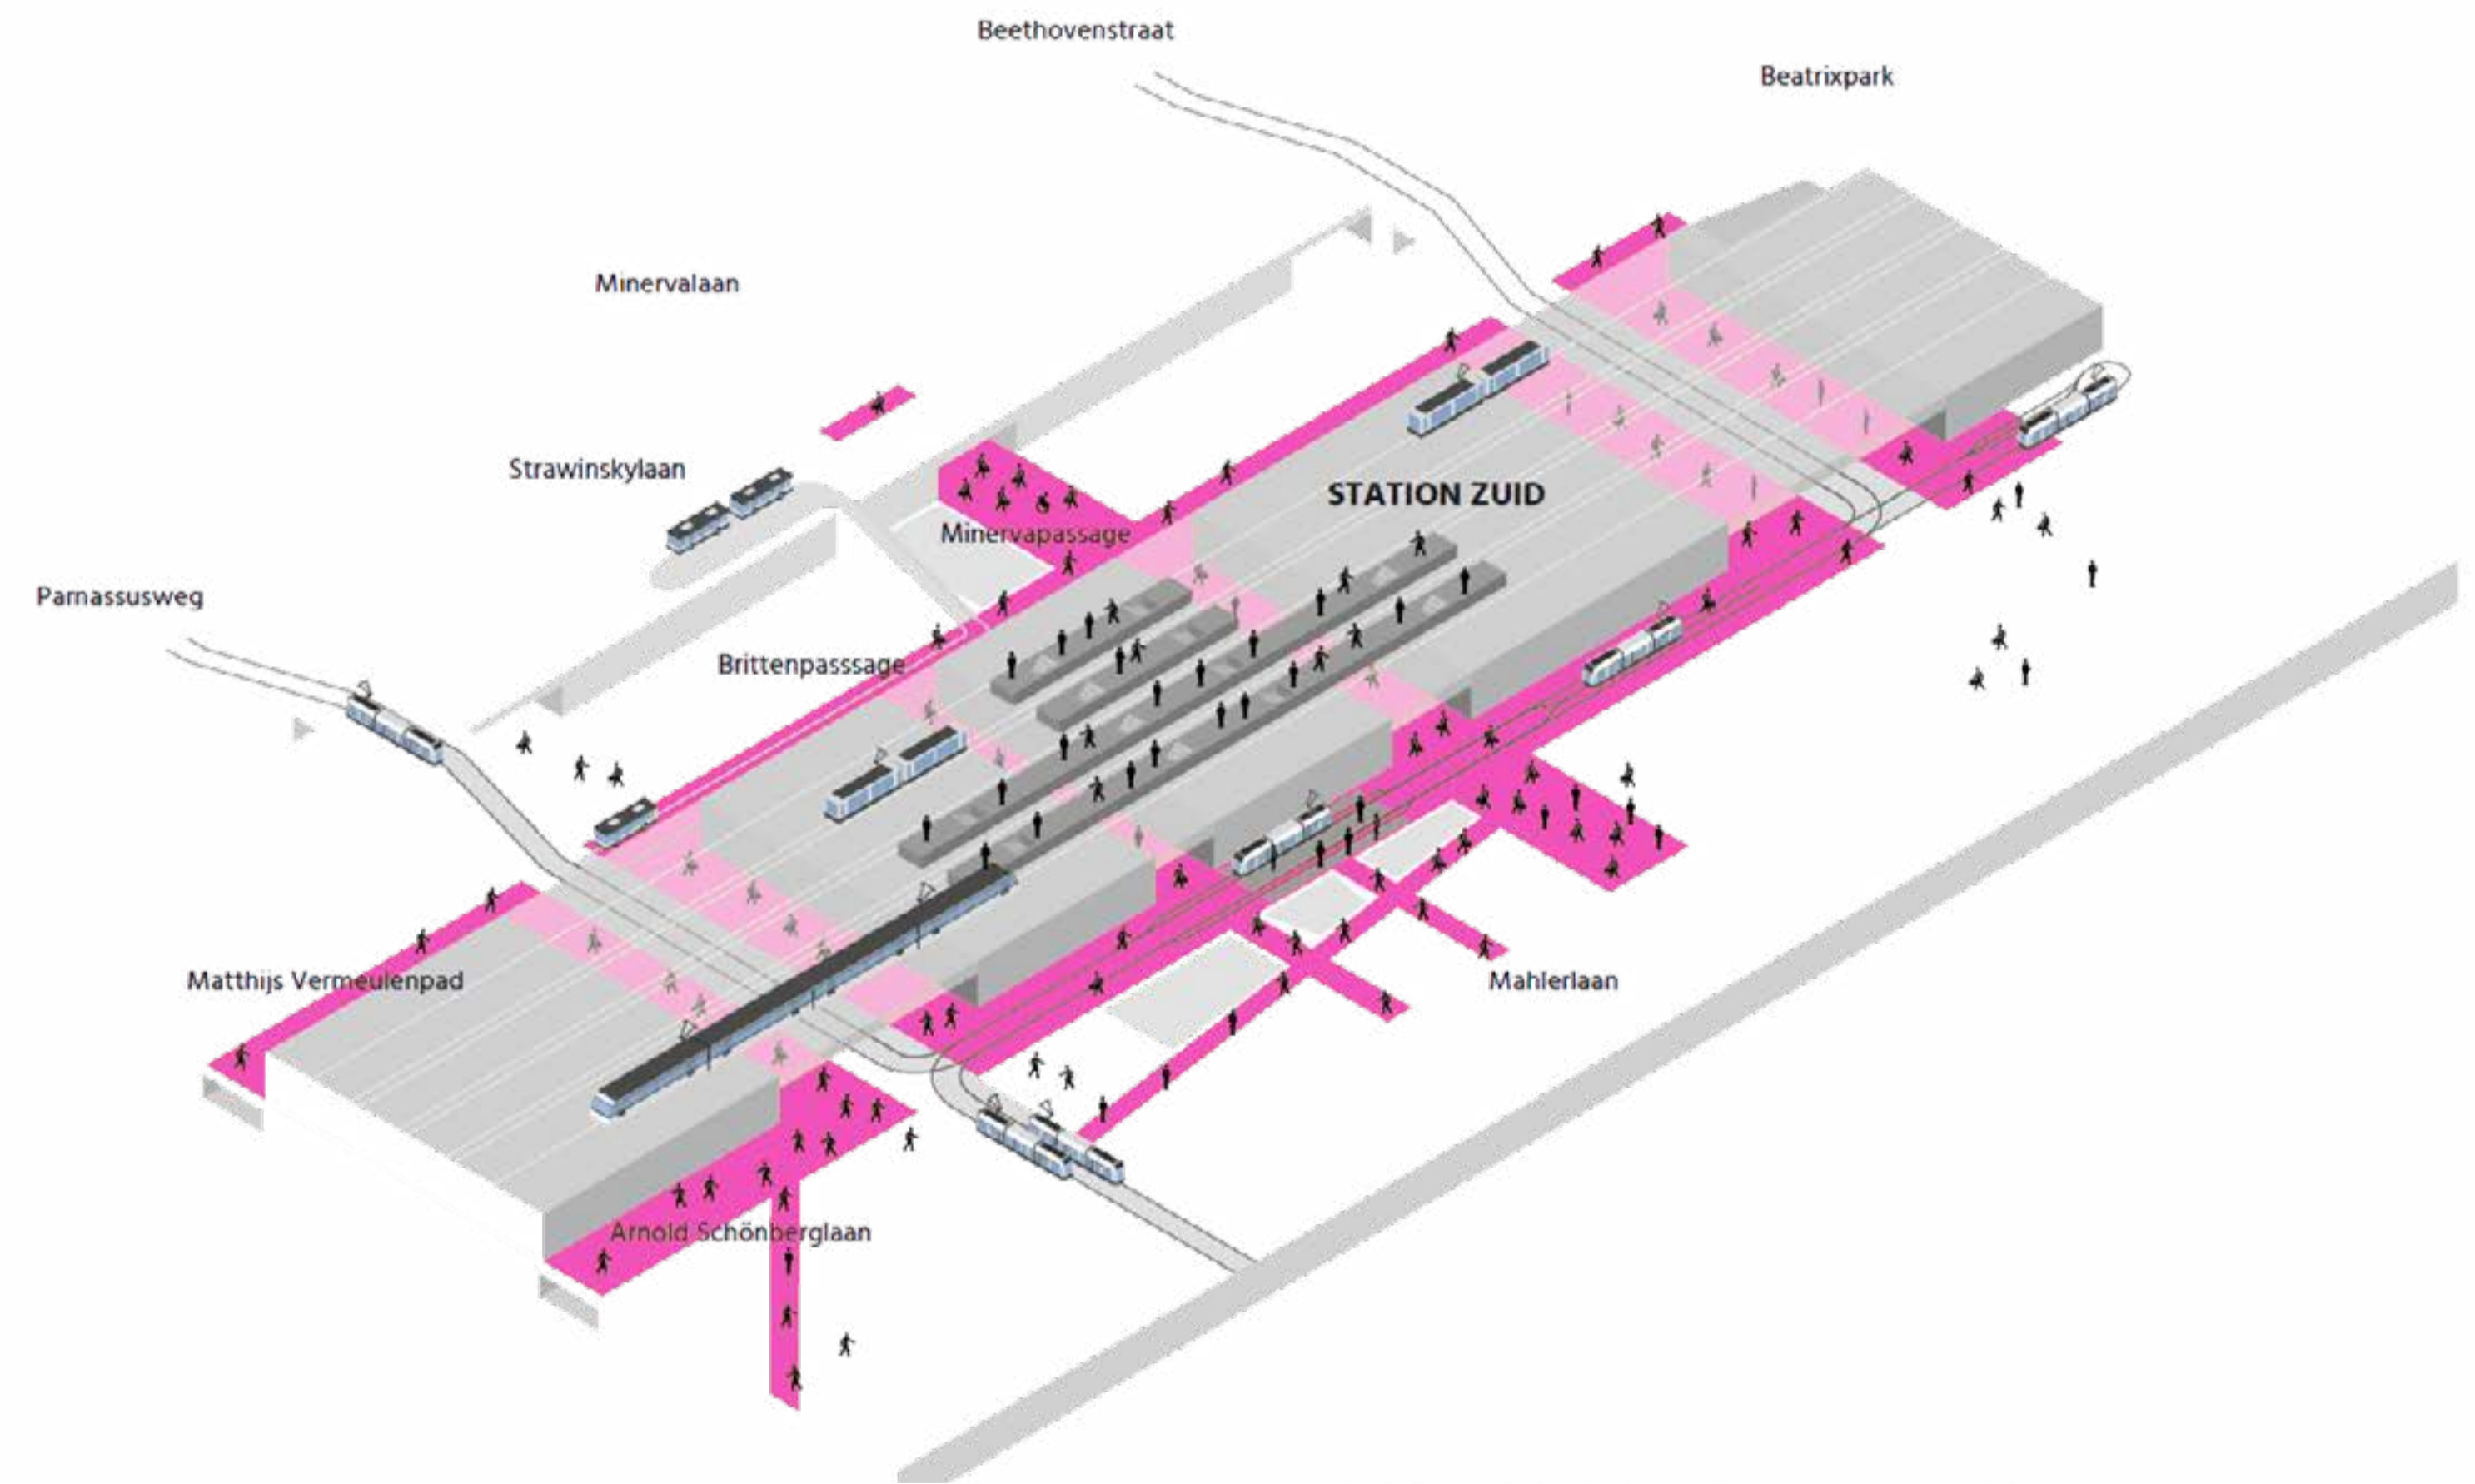 Beethovenstraat
Beatrixpark
Minervalaan
Strawinskylaan
STATION ZUID
Minervapassage
Parnassusweg
Brittenpasssage
Matthijs Vermeulenpad
Mahlerlaan
Arnold Schönberglaan